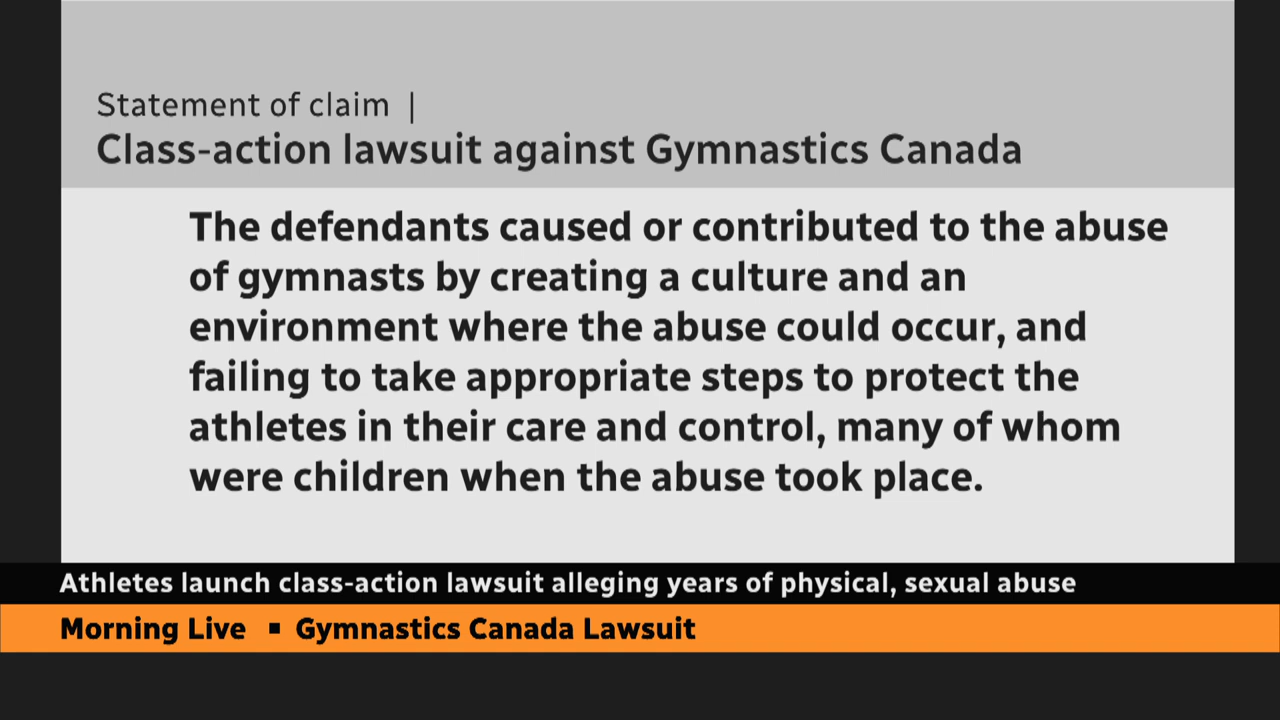 Statement of claim |
Class-action lawsuit against Gymnastics Canada
The defendants caused or contributed to the abuse
of gymnasts by creating a culture and an
environment where the abuse could occur, and
failing to take appropriate steps to protect the
athletes in their care and control, many of whom
were children when the abuse took place.
Athletes launch class-action lawsuit alleging years of physical, sexual abuse
Morning Live ▪ Gymnastics Canada Lawsuit